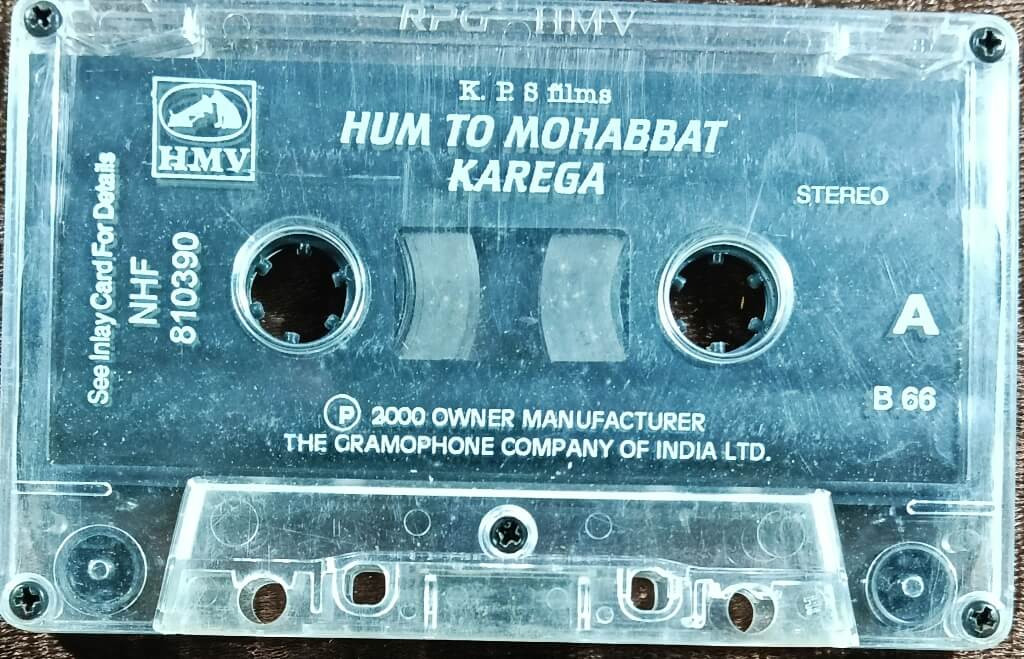 RPG HMV
K. P. S films
HUM TO MOHABBAT
KAREGA
HMV
STEREO
See Inlay Card For Details
NHF
810390
A
B 66
P 2000 OWNER MANUFACTURER
THE GRAMOPHONE COMPANY OF INDIA LTD.